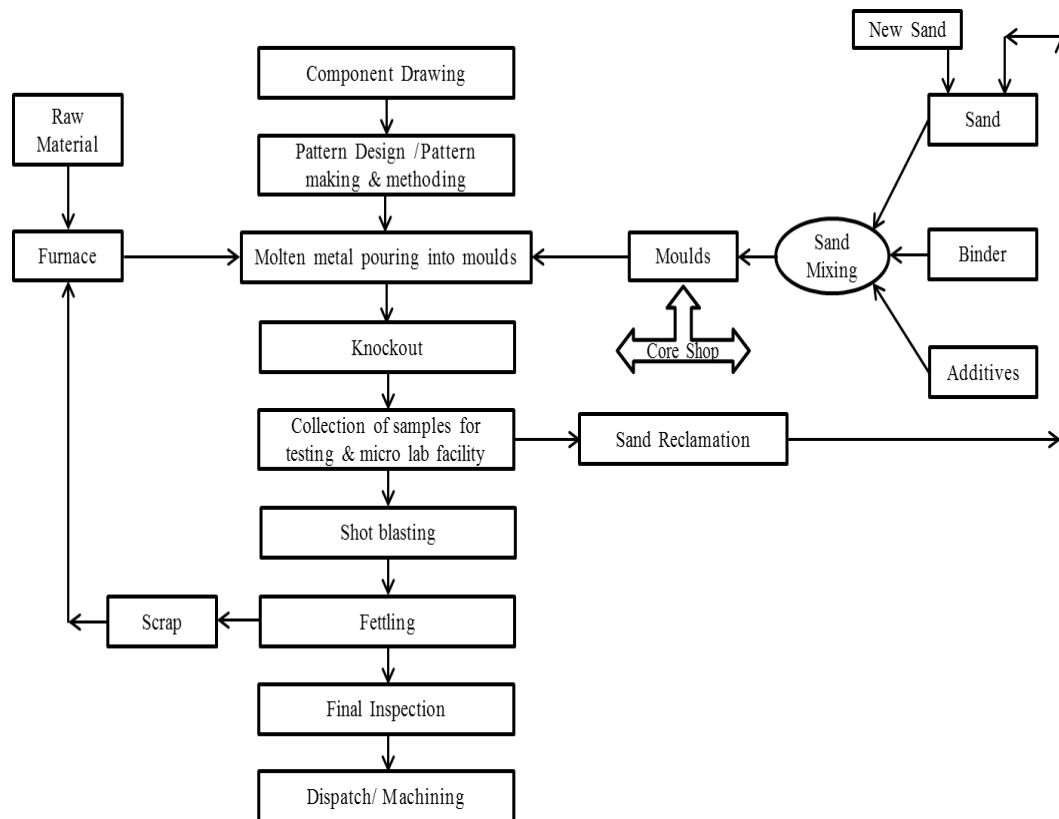 New Sand
Component Drawing
Raw
Material
Sand
Pattern Design /Pattern
making & methoding
Furnace
Molten metal pouring into moulds
Moulds
Sand
Mixing
Binder
Knockout
Core Shop
Additives
Collection of samples for
testing & micro lab facility
Sand Reclamation
Shot blasting
Scrap
Fettling
Final Inspection
Dispatch/ Machining